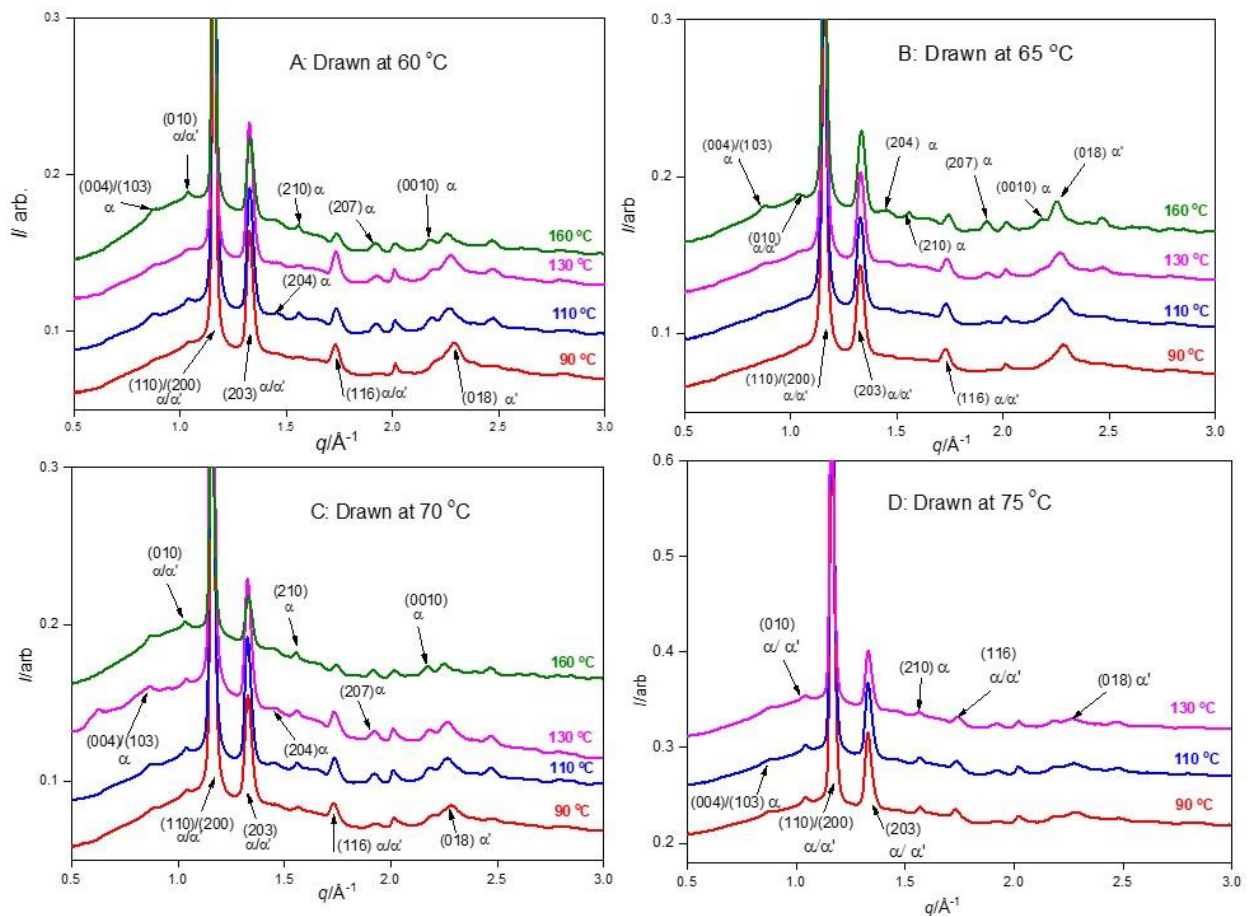 A: Drawn at 60 °C
I/ arb.
0.3
0.2
0.1
(010)
α/α'
(004)/(103)
α
(210) α
(207) α
(0010) α
(204) α
160 °C
130 °C
110 °C
90 °C
(110)/(200)
α/α'
(203) α/α'
(116) α/α'
(018) α'
0.5 1.0 1.5 2.0 2.5 3.0
q/Å-1
B: Drawn at 65 °C
I/arb
0.3
0.2
0.1
(004)/(103)
α
(010)
α/α'
(204) α
(210) α
(207) α
(0010) α
(018) α'
160 °C
130 °C
110 °C
90 °C
(110)/(200)
α/α'
(203) α/α'
(116) α/α'
0.5 1.0 1.5 2.0 2.5 3.0
q/Å-1
C: Drawn at 70 °C
I/arb
0.3
0.2
0.1
(010)
α/α'
(210)
α
(0010)
α
(004)/(103)
α
(204) α
(207) α
160 °C
130 °C
110 °C
90 °C
(110)/(200)
α/α'
(203)
α/α'
(116) α/α'
(018) α'
0.5 1.0 1.5 2.0 2.5 3.0
q/Å-1
D: Drawn at 75 °C
I/arb
0.6
0.5
0.4
0.3
0.2
(010)
α/ α'
(210) α
(116)
α/α'
(018) α'
(004)/(103) α
130 °C
110 °C
90 °C
(110)/(200)
α/α'
(203)
α/ α'
0.5 1.0 1.5 2.0 2.5 3.0
q/Å-1